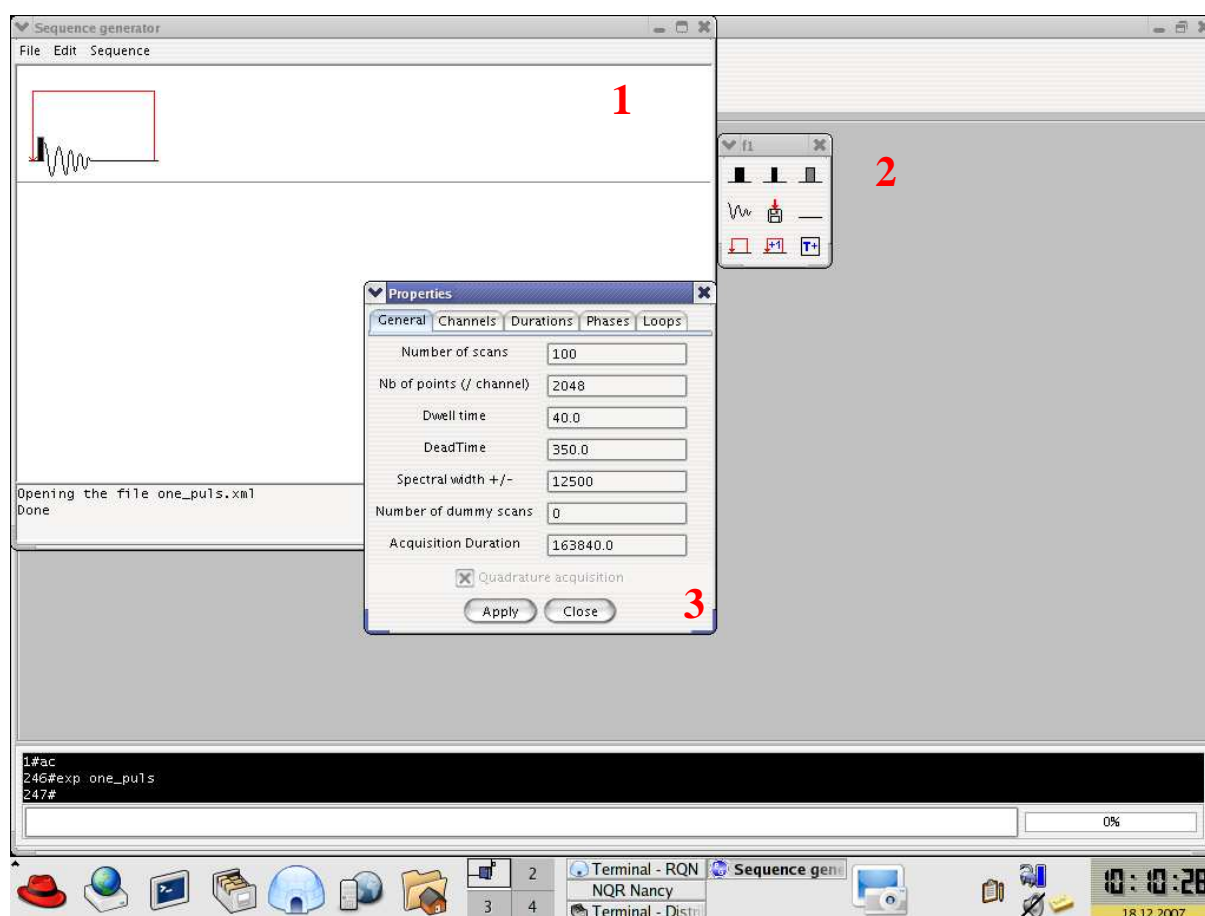 Sequence generator
File Edit Sequence
1
f1
2
+1
T+
Properties
General Channels Durations Phases Loops
Number of scans 100
Nb of points (/ channel) 2048
Dwell time 40.0
DeadTime 350.0
Spectral width +/- 12500
Number of dummy scans 0
Acquisition Duration 163840.0
Quadrature acquisition
Apply Close
3
Opening the file one_puls.xml
Done
1#ac
246#exp one_puls
247#
0%
2
3 4
Terminal - RQN
NQR Nancy
Terminal - Distri
Sequence gene
10:10:28
18.12.2007